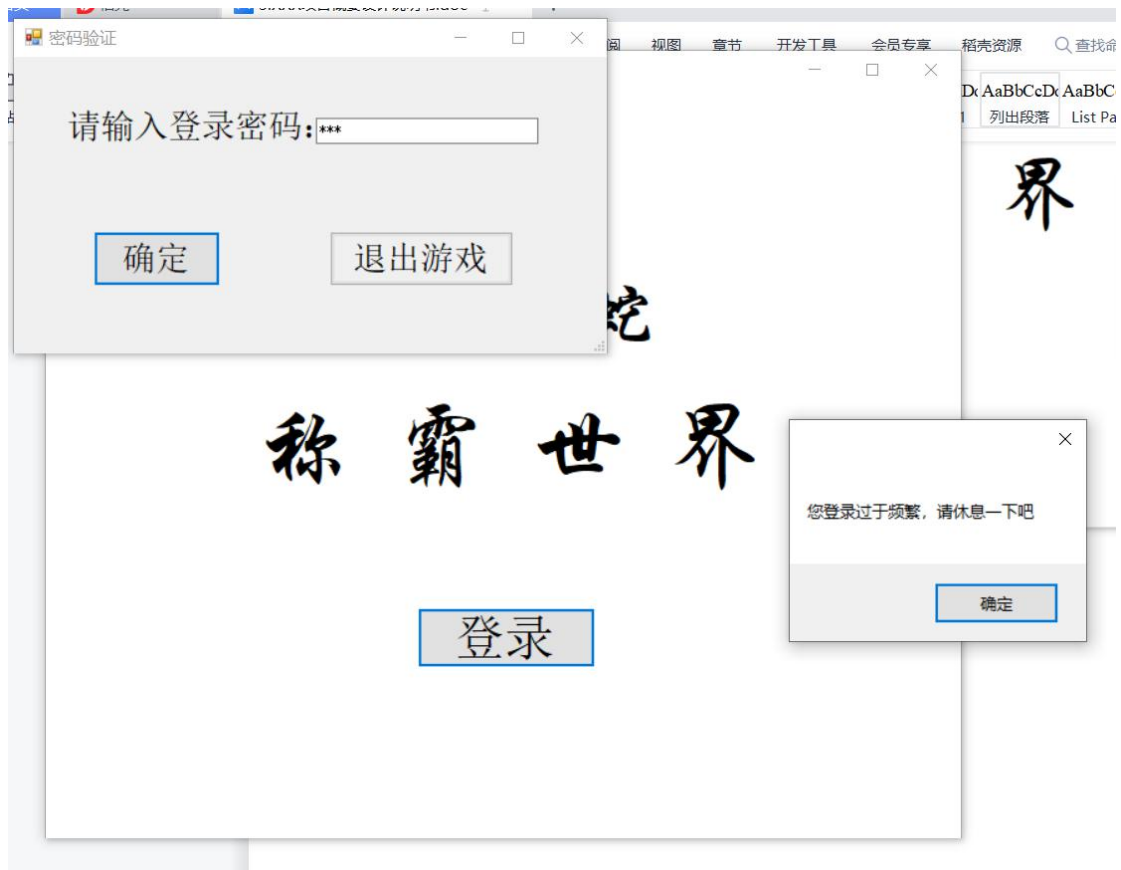 密码验证
阅 视图 章节 开发工具 会员专享 稻壳资源 查找命
请输入登录密码:***
AaBbCcDc AaBbC
列出段落 List Pa
确定 退出游戏
界
蛇
称霸世界
您登录过于频繁，请休息一下吧
确定
登录